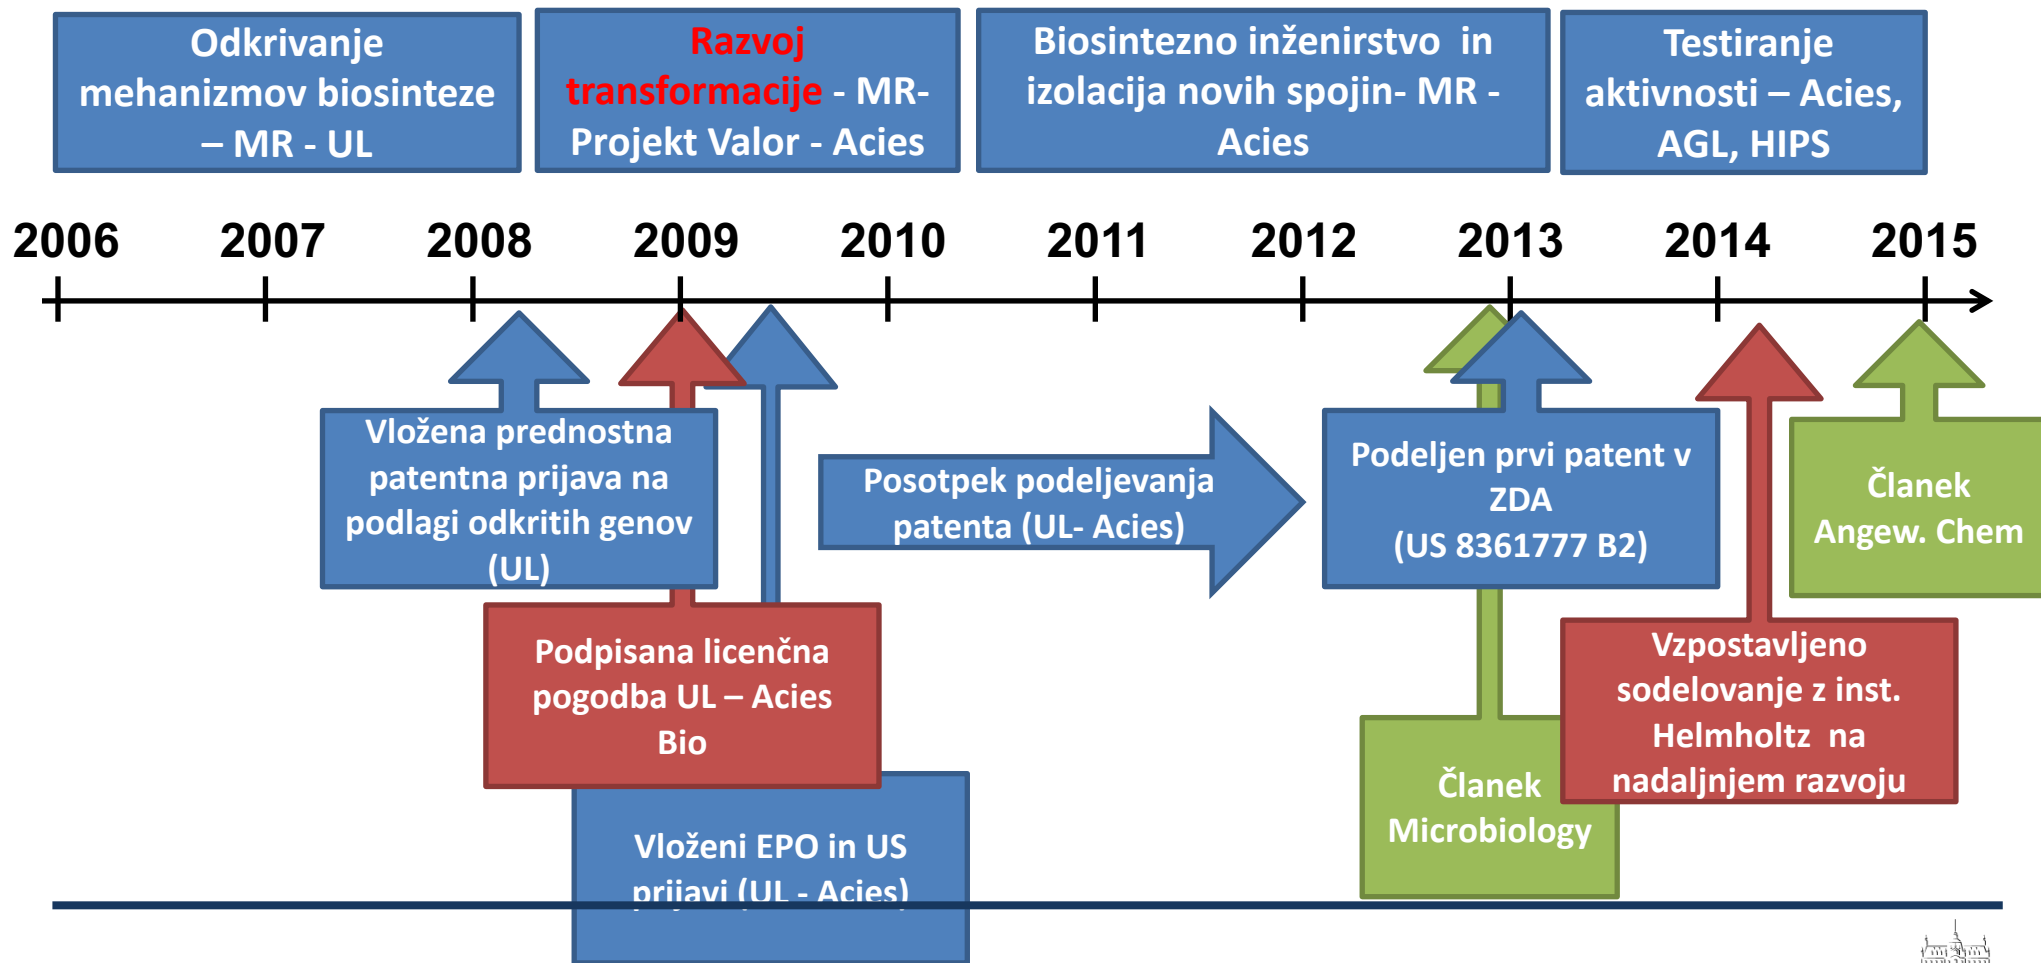 Odkrivanje
mehanizmov biosinteze
– MR - UL
Razvoj
transformacije - MR-
Projekt Valor - Acies
Biosintezno inženirstvo in
izolacija novih spojin- MR -
Acies
Testiranje
aktivnosti – Acies,
AGL, HIPS
2006 2007 2008 2009 2010 2011 2012 2013 2014 2015
Vložena prednostna
patentna prijava na
podlagi odkritih genov
(UL)
Posotpek podeljevanja
patenta (UL- Acies)
Podeljen prvi patent v
ZDA
(US 8361777 B2)
Članek
Angew. Chem
Podpisana licenčna
pogodba UL – Acies
Bio
Vzpostavljeno
sodelovanje z inst.
Helmholtz na
nadaljnjem razvoju
Članek
Microbiology
Vloženi EPO in US
prijavi (UL - Acies)